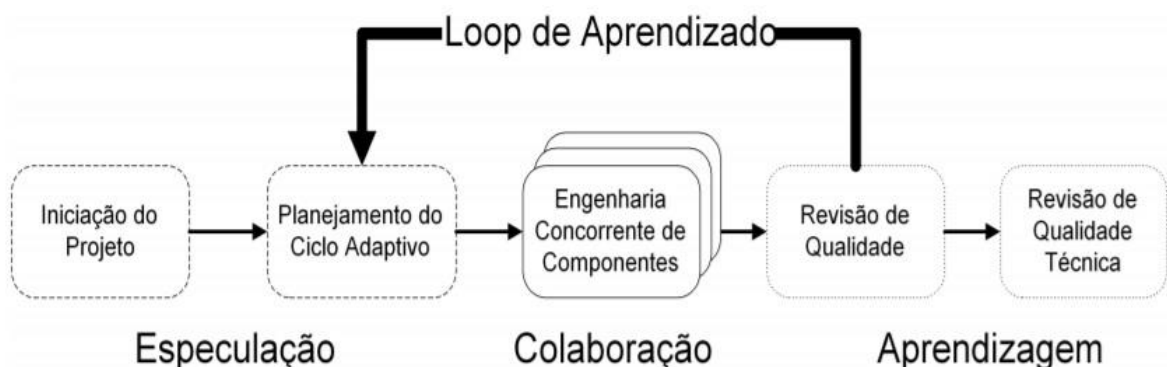 Loop de Aprendizado
Iniciação do
Projeto
Planejamento do
Ciclo Adaptivo
Engenharia
Concorrente de
Componentes
Revisão de
Qualidade
Revisão de
Qualidade
Técnica
Especulação
Colaboração
Aprendizagem